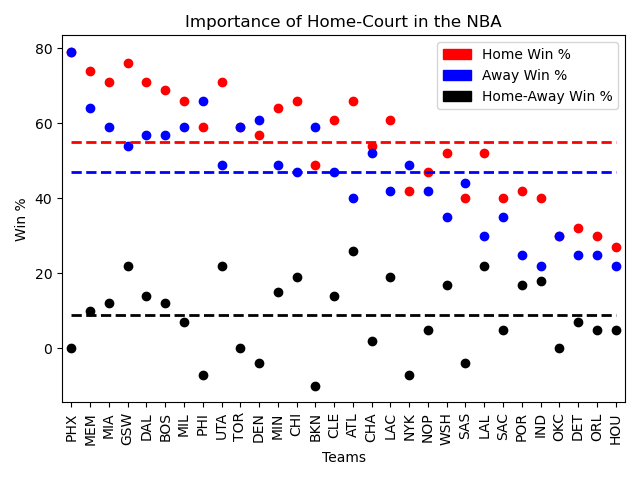 Importance of Home-Court in the NBA
Home Win %
Away Win %
Home-Away Win %
Win %
80
60
40
20
0
PHX
MEM
MIA
GSW
DAL
BOS
MIL
PHI
UTA
TOR
DEN
MIN
CHI
BKN
CLE
ATL
CHA
LAC
NYK
NOP
WSH
SAS
LAL
SAC
POR
IND
OKC
DET
ORL
HOU
Teams